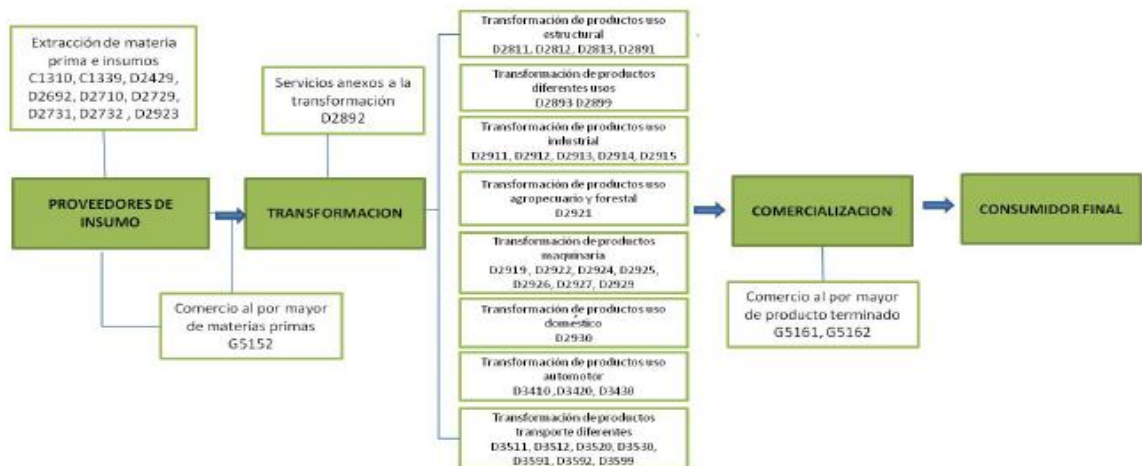 Extracción de materia
prima e insumos
C1310, C1339, D2429,
D2692, D2710, D2729,
D2731, D2732 , D2923
PROVEEDORES DE
INSUMO
Comercio al por mayor
de materias primas
G5152
Servicios anexos a la
transformación
D2892
TRANSFORMACION
Transformación de productos uso
estructural
D2811, D2812, D2813, D2891
Transformación de productos
diferentes usos
D2893 D2899
Transformación de productos uso
industrial
D2911, D2912, D2913, D2914, D2915
Transformación de productos uso
agropecuario y forestal
D2921
Transformación de productos
maquinaria
D2919 , D2922, D2924, D2925,
D2926, D2927, D2929
Transformación de productos uso
doméstico
D2930
Transformación de productos uso
automotor
D3410 ,D3420, D3430
Transformación de productos
transporte diferentes
D3511, D3512, D3520, D3530,
D3591, D3592, D3599
COMERCIALIZACION
Comercio al por mayor
de producto terminado
G5161, G5162
CONSUMIDOR FINAL